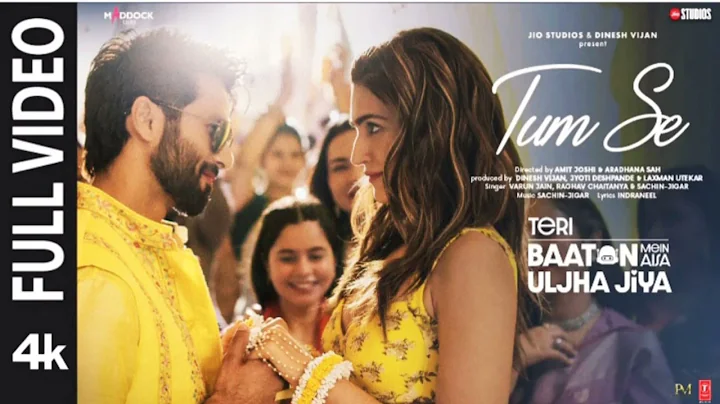 FULL VIDEO
4k
MADDOCK
FILMS
JIO STUDIOS
JIO STUDIOS & DINESH VIJAN
present
Tum Se
Directed by AMIT JOSHI & ARADHANA SAH
produced by DINESH VIJAN, JYOTI DESHPANDE & LAXMAN UTEKAR
Singer VARUN JAIN, RAGHAV CHAITANYA & SACHIN-JIGAR
Music SACHIN-JIGAR Lyrics INDRANEEL
TERI
BAATON MEIN AISA
ULJHA JiYA
PM
T